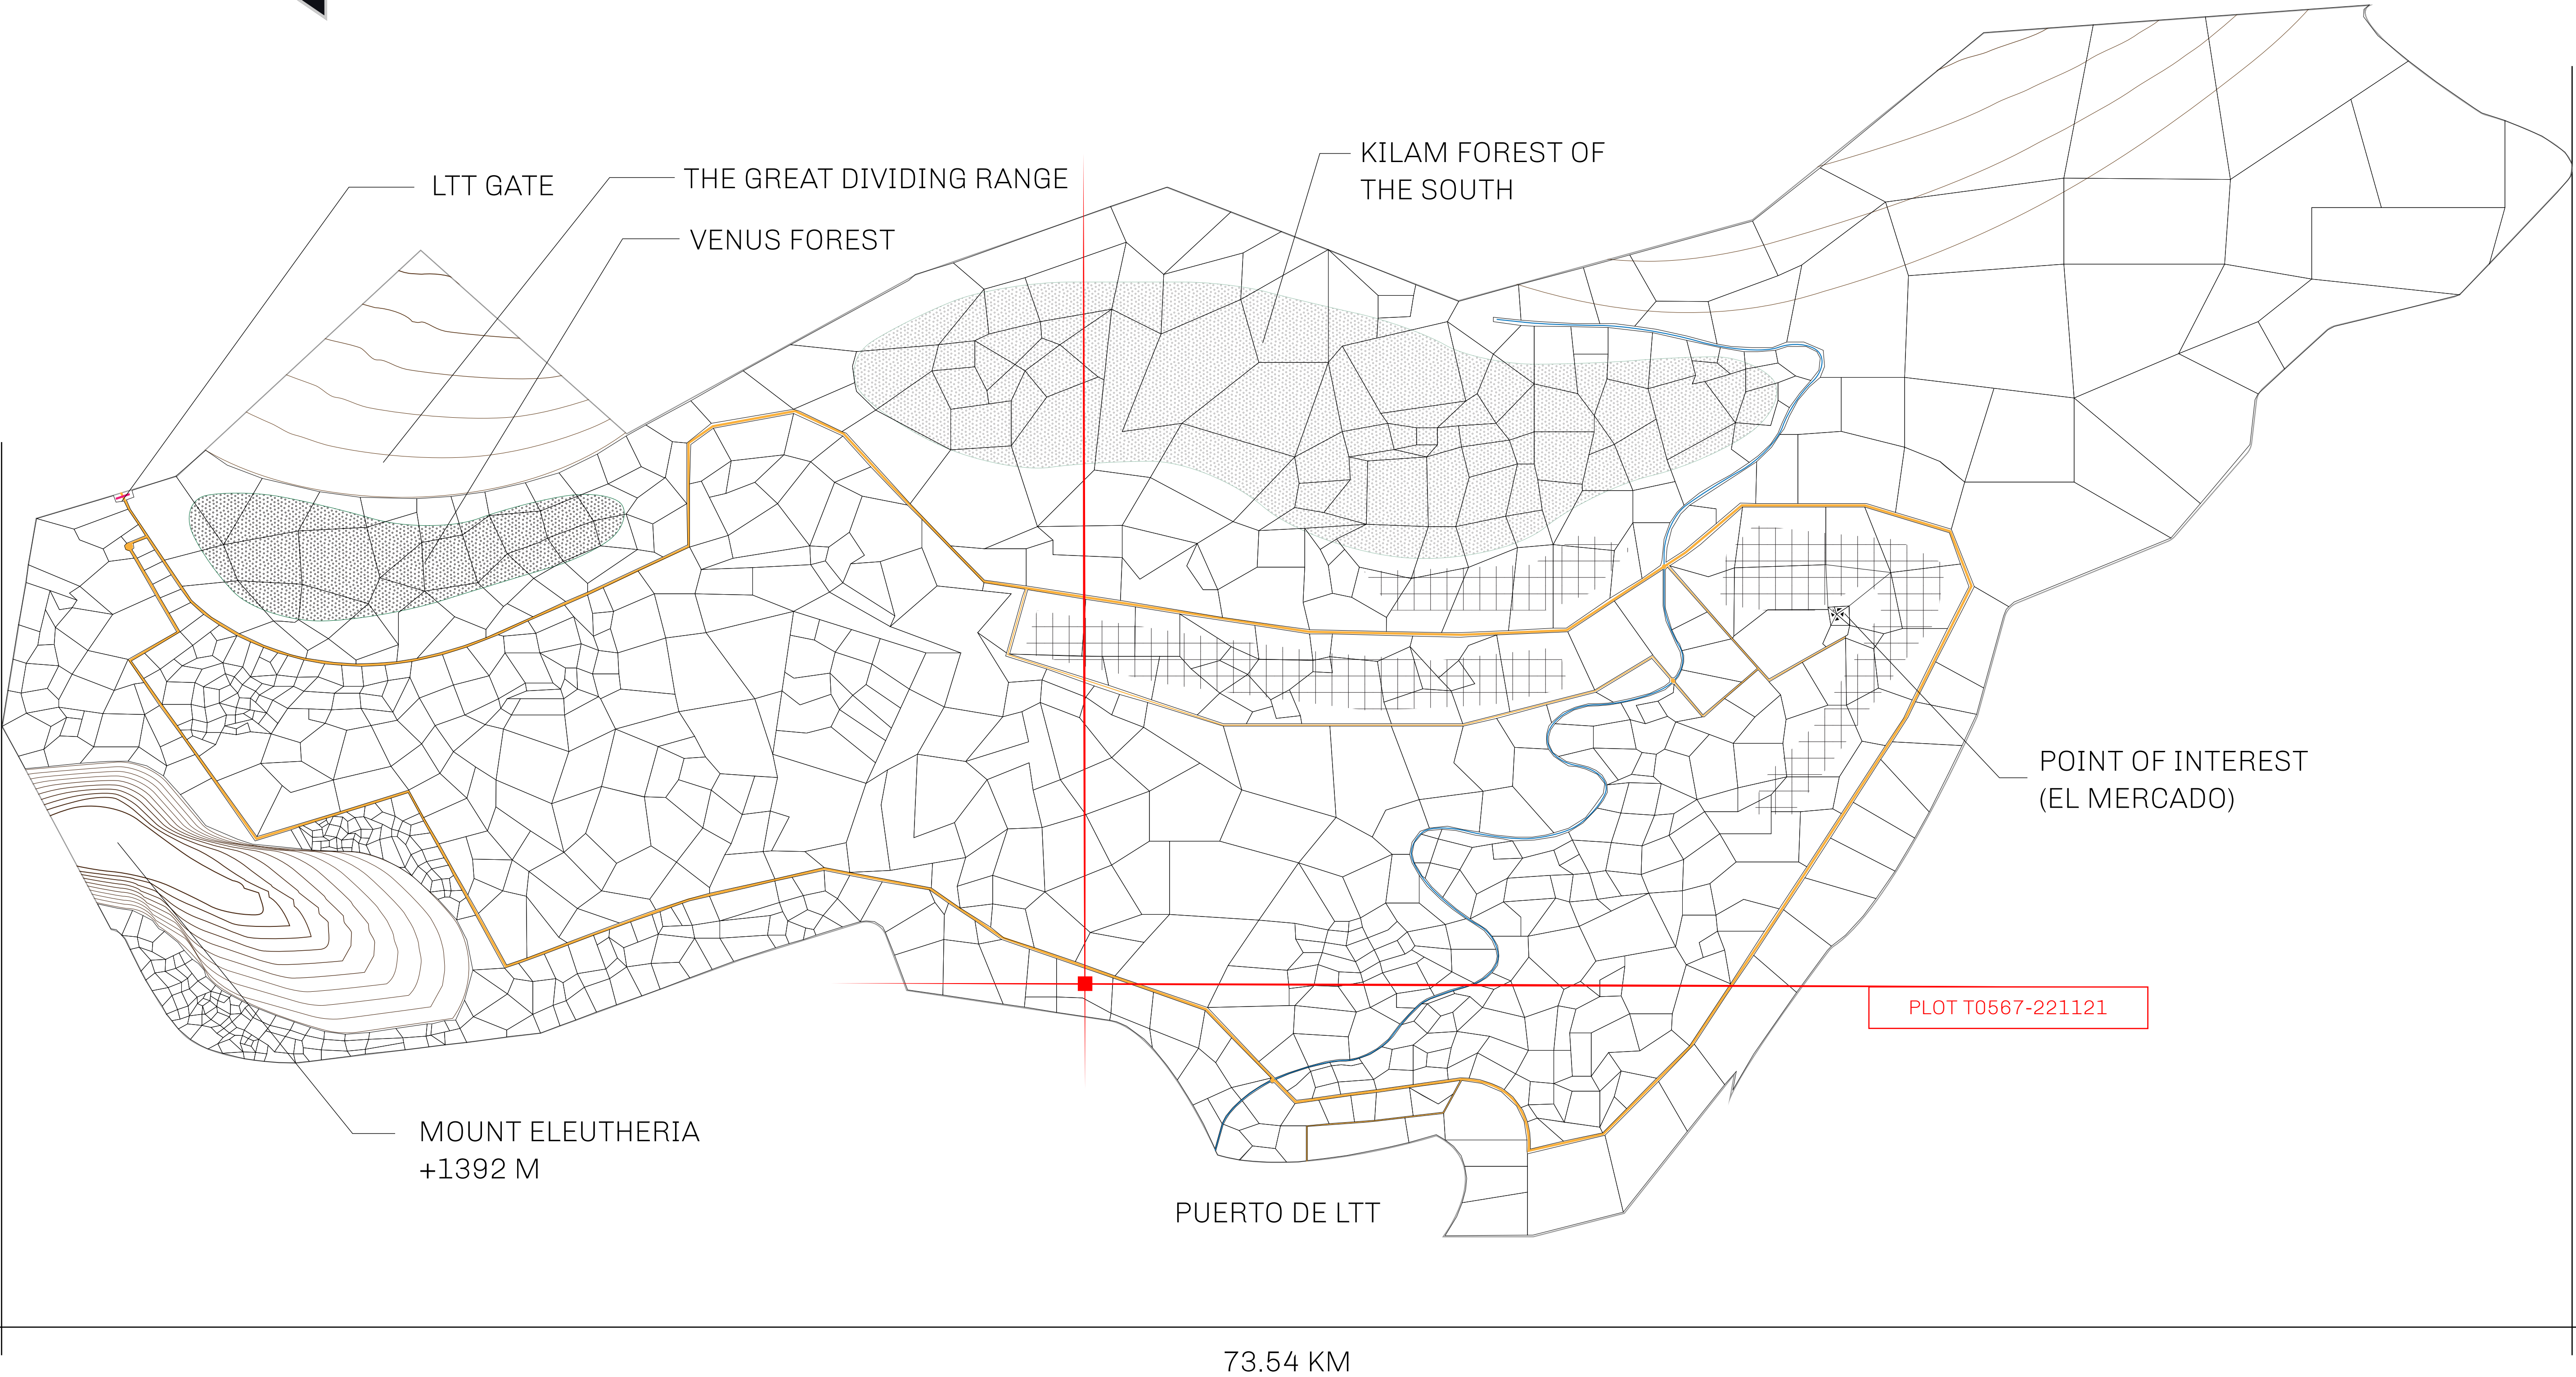 KILAM FOREST OF
THE SOUTH
LTT GATE
THE GREAT DIVIDING RANGE
VENUS FOREST
POINT OF INTEREST
(EL MERCADO)
PLOT T0567-221121
MOUNT ELEUTHERIA
+1392 M
PUERTO DE LTT
73.54 KM